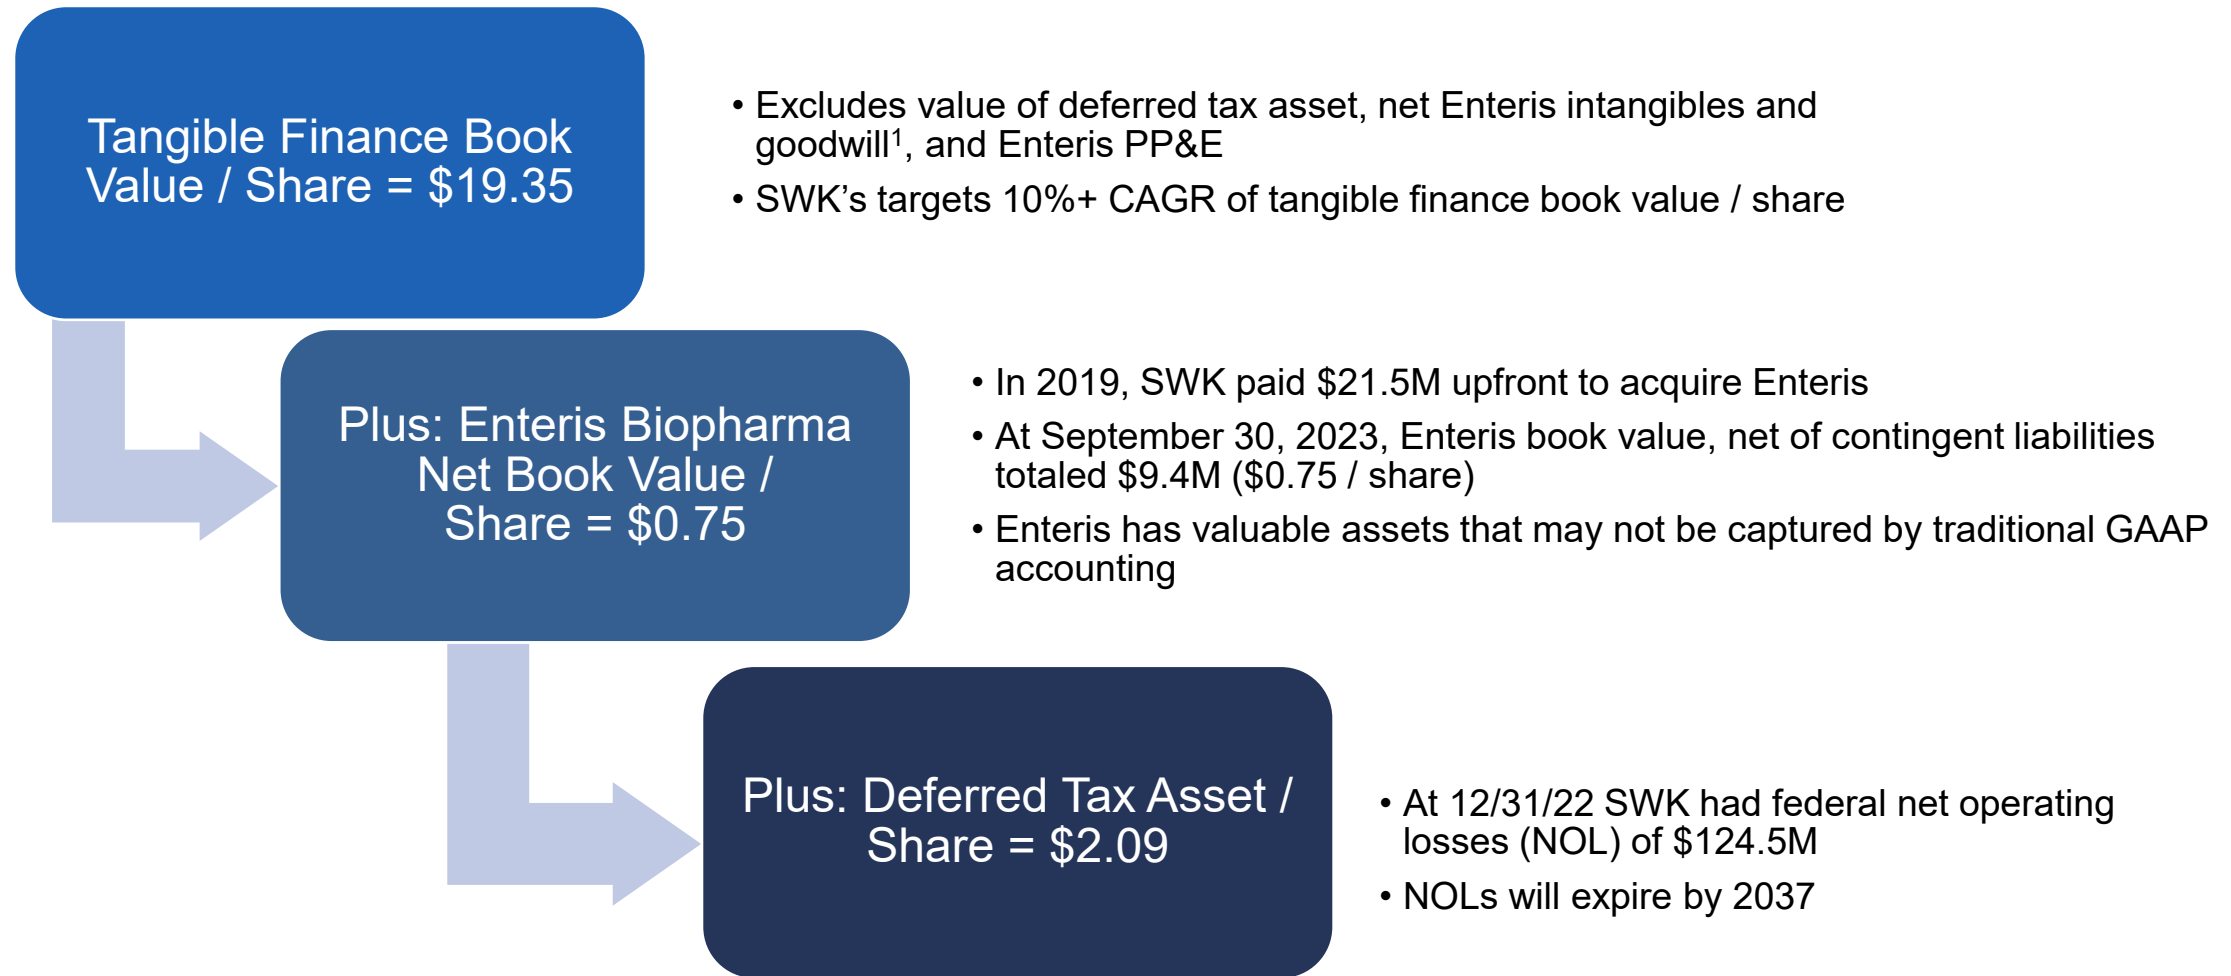 Tangible Finance Book
Value / Share = $19.35
• Excludes value of deferred tax asset, net Enteris intangibles and
goodwill¹, and Enteris PP&E
• SWK’s targets 10%+ CAGR of tangible finance book value / share
Plus: Enteris Biopharma
Net Book Value /
Share = $0.75
• In 2019, SWK paid $21.5M upfront to acquire Enteris
• At September 30, 2023, Enteris book value, net of contingent liabilities
totaled $9.4M ($0.75 / share)
• Enteris has valuable assets that may not be captured by traditional GAAP
accounting
Plus: Deferred Tax Asset /
Share = $2.09
• At 12/31/22 SWK had federal net operating
losses (NOL) of $124.5M
• NOLs will expire by 2037